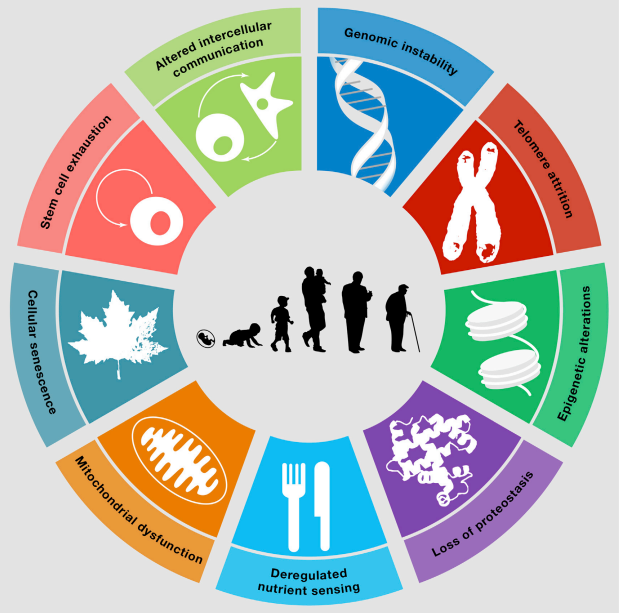 Altered intercellular
communication
Genomic instability
Telomere attrition
Epigenetic alterations
Loss of proteostasis
Deregulated
nutrient sensing
Mitochondrial dysfunction
Cellular senescence
Stem cell exhaustion